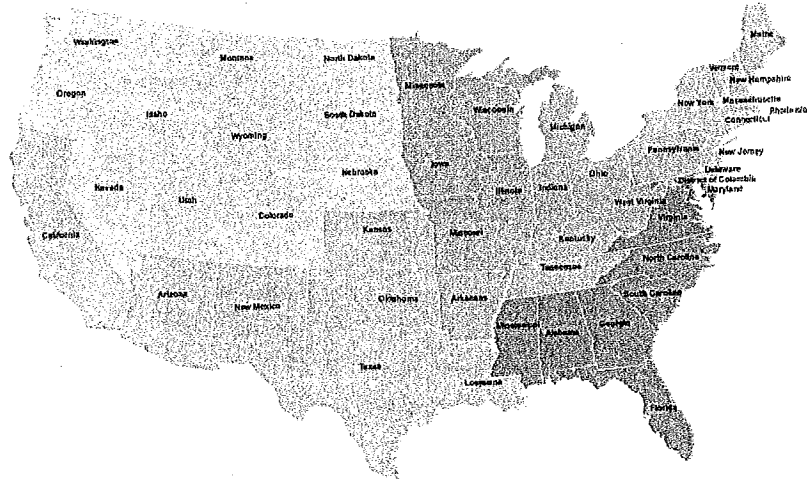 Washington
Montana
North Dakota
Minnesota
Maine
Vermont
New Hampshire
Oregon
Idaho
South Dakota
Wisconsin
Michigan
New York
Massachusetts
Rhode Isla
Connecticut
Wyoming
Iowa
Pennsylvania
New Jersey
Nebraska
Nevada
Utah
Illinois
Indiana
Ohio
Delaware
District of Columbia
Maryland
Colorado
Kansas
West Virginia
Virginia
California
Missouri
Kentucky
North Carolina
Tennessee
Arizona
New Mexico
Oklahoma
Arkansas
South Carolina
Mississippi
Alabama
Georgia
Texas
Louisiana
Florida